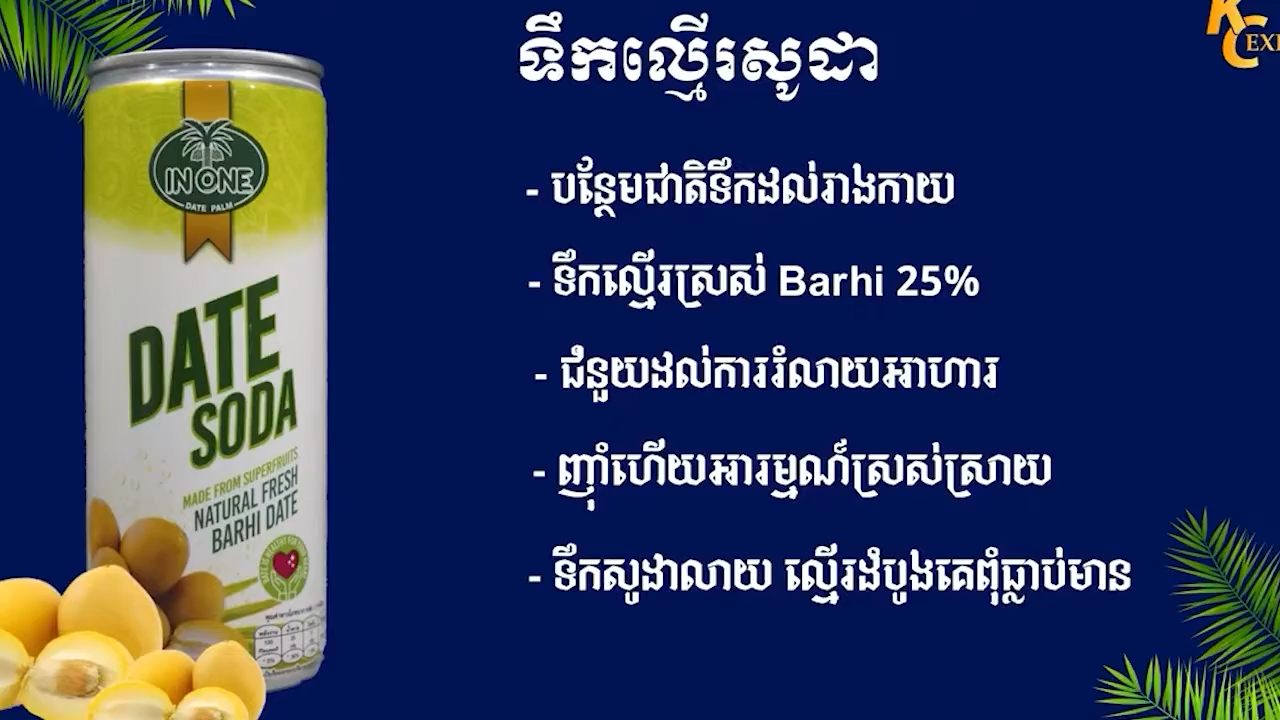 ទឹកល្មើរសូដា
KC EXP
- បន្ថែមជាតិទឹកដល់រាងកាយ
- ទឹកល្មើរស្រស់ Barhi 25%
- ជំនួយដល់ការរំលាយអាហារ
- ញ៉ាំហើយអារម្មណ៍ស្រស់ស្រាយ
- ទឹកសូដាលាយ ល្មើរដំបូងគេពុំធ្លាប់មាន
IN ONE
DATE PALM
DATE
SODA
MADE FROM SUPERFRUITS
NATURAL FRESH
BARHI DATE